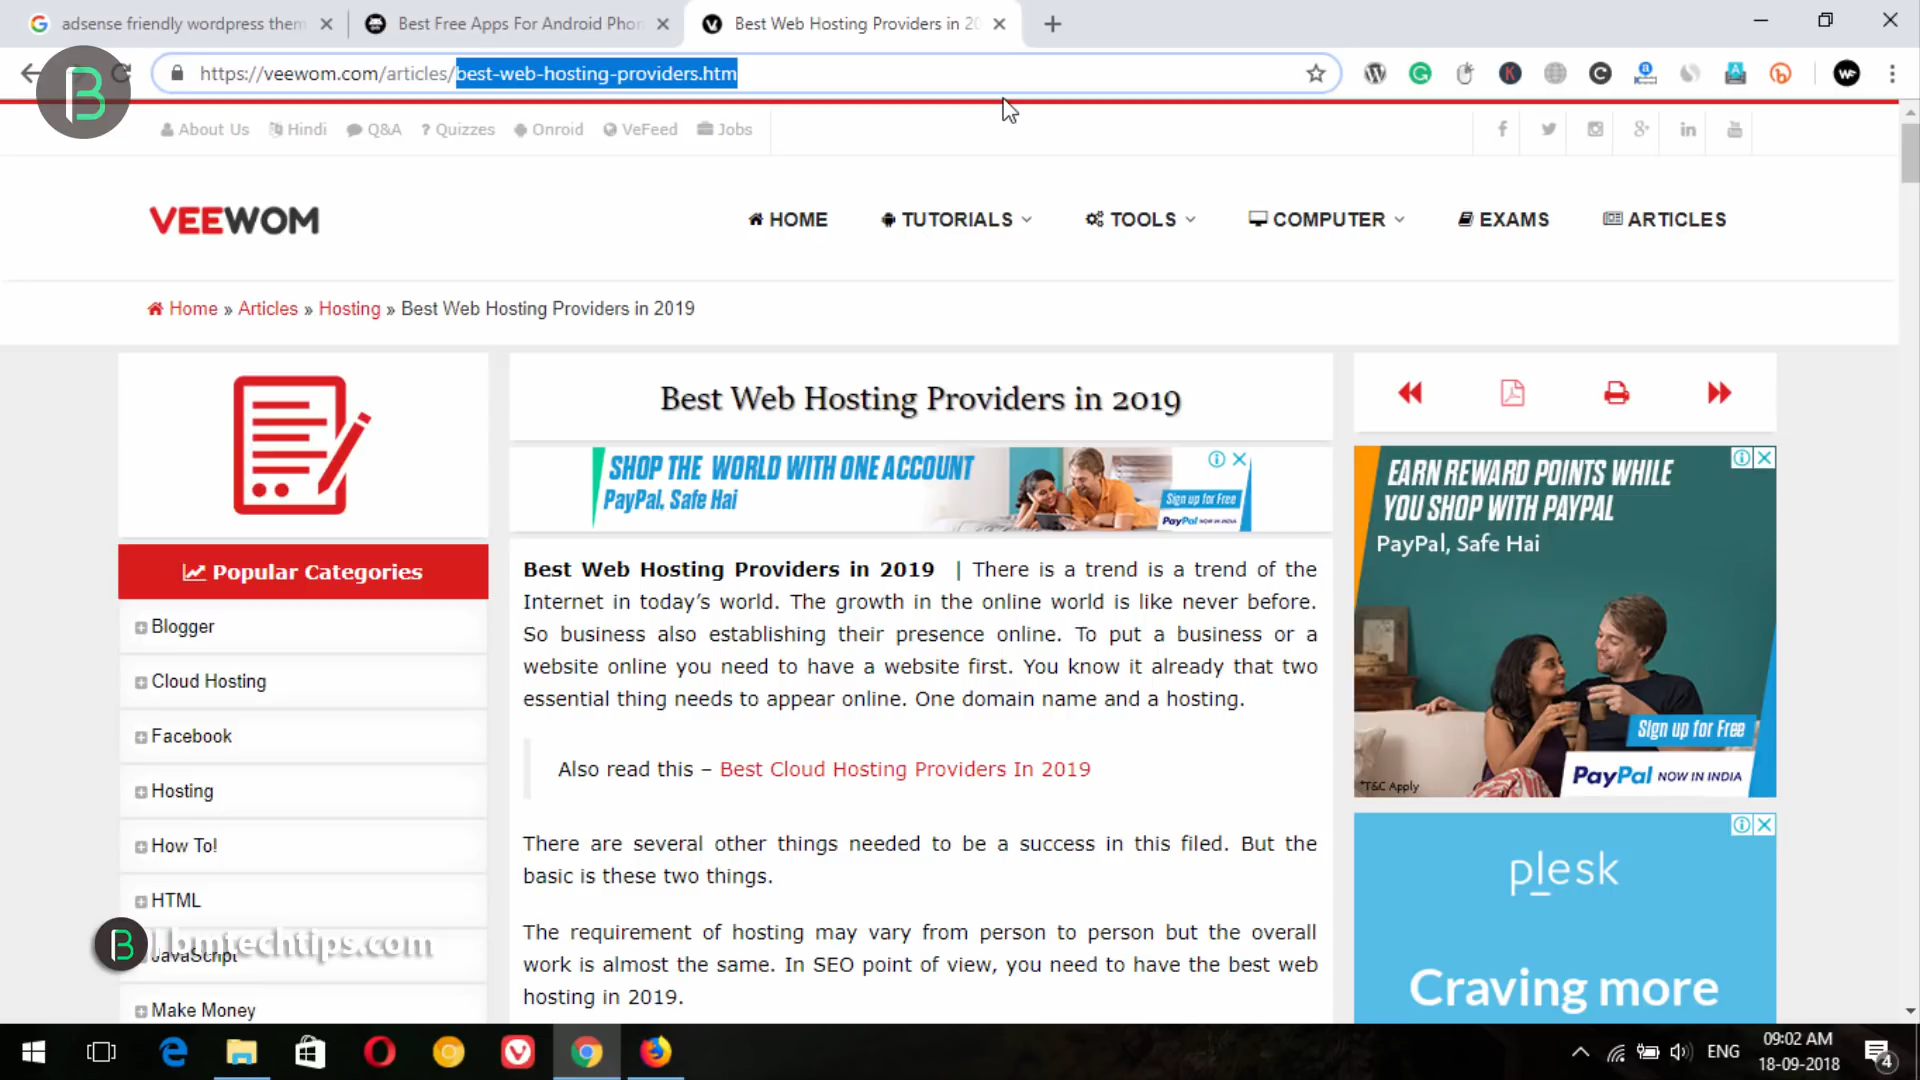 adsense friendly wordpress them
Best Free Apps For Android Phon
Best Web Hosting Providers in 20
https://veewom.com/articles/best-web-hosting-providers.htm
About Us
Hindi
Q&A
? Quizzes
Onroid
VeFeed
Jobs
VEEWOM
HOME
TUTORIALS
TOOLS
COMPUTER
EXAMS
ARTICLES
Home » Articles » Hosting » Best Web Hosting Providers in 2019
Best Web Hosting Providers in 2019
SHOP THE WORLD WITH ONE ACCOUNT
PayPal, Safe Hai
Sign up for Free
PayPal NOW IN INDIA
Popular Categories
Blogger
Cloud Hosting
Facebook
Hosting
How To!
HTML
JavaScript
Make Money
bmtechtips.com
Best Web Hosting Providers in 2019 | There is a trend is a trend of the
Internet in today’s world. The growth in the online world is like never before.
So business also establishing their presence online. To put a business or a
website online you need to have a website first. You know it already that two
essential thing needs to appear online. One domain name and a hosting.
Also read this – Best Cloud Hosting Providers In 2019
There are several other things needed to be a success in this filed. But the
basic is these two things.
The requirement of hosting may vary from person to person but the overall
work is almost the same. In SEO point of view, you need to have the best web
hosting in 2019.
EARN REWARD POINTS WHILE
YOU SHOP WITH PAYPAL
PayPal, Safe Hai
Sign up for Free
*T&C Apply
PayPal NOW IN INDIA
plesk
Craving more
ENG
09:02 AM
18-09-2018
4